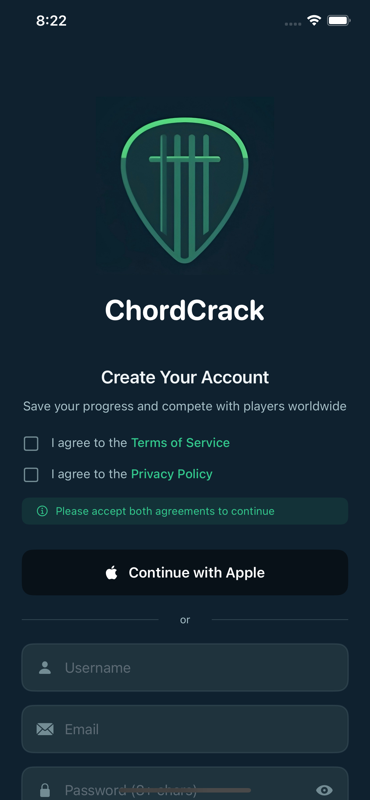 8:22
ChordCrack
Create Your Account
Save your progress and compete with players worldwide
I agree to the Terms of Service
I agree to the Privacy Policy
Please accept both agreements to continue
Continue with Apple
or
Username
Email
Password (8+ chars)